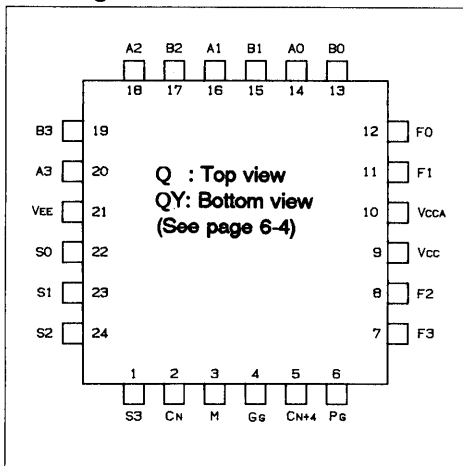 A2 B2 A1 B1 A0 B0
18 17 16 15 14 13
B3 19 12 F0
A3 20 Q : Top view 11 F1
VEE 21 QY: Bottom view 10 VCCA
(See page 6-4)
S0 22 9 VCC
S1 23 8 F2
S2 24 7 F3
1 2 3 4 5 6
S3 CN M GG CN+4 PG